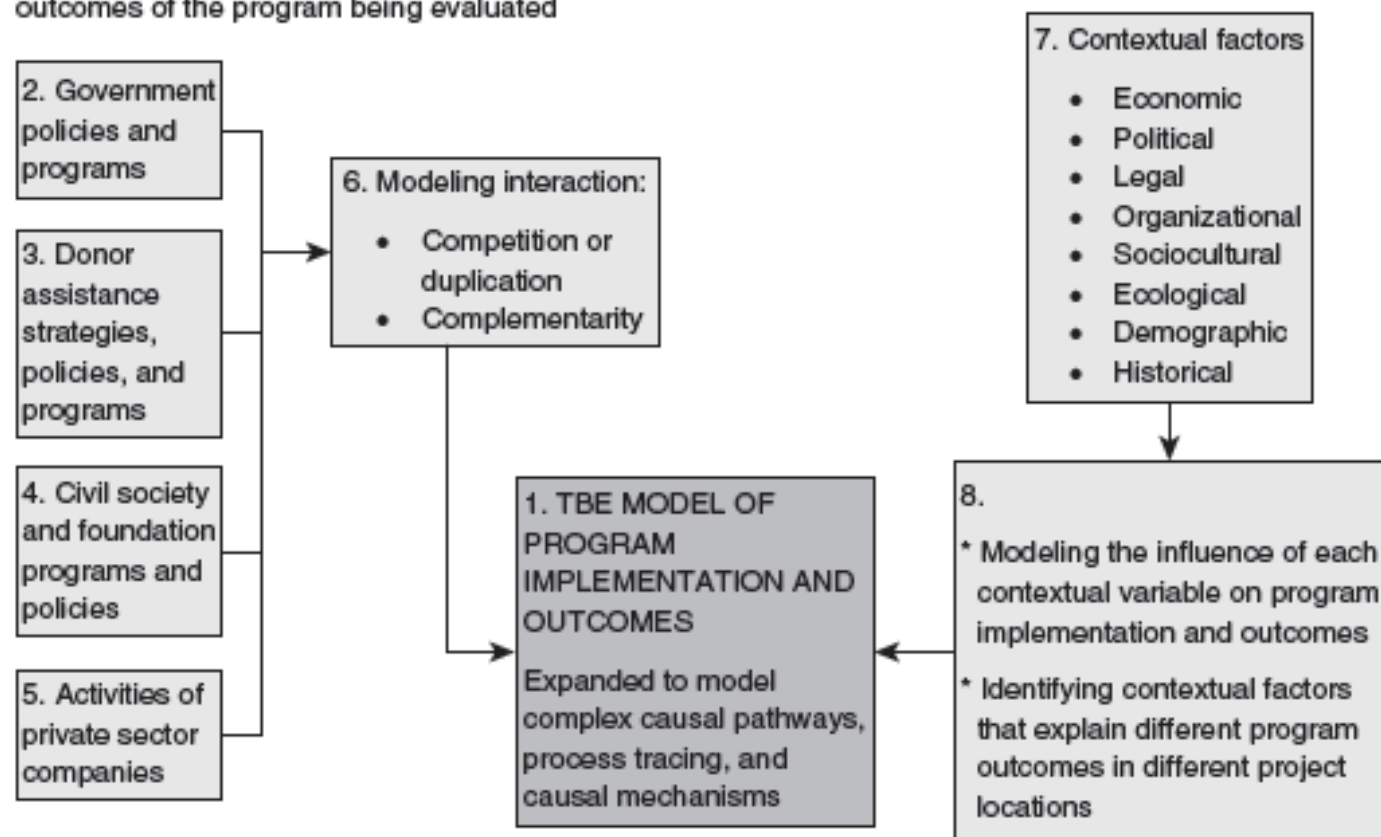 outcomes of the program being evaluated
2. Government
policies and
programs
3. Donor
assistance
strategies,
policies, and
programs
4. Civil society
and foundation
programs and
policies
5. Activities of
private sector
companies
6. Modeling interaction:
• Competition or
duplication
• Complementarity
1. TBE MODEL OF
PROGRAM
IMPLEMENTATION AND
OUTCOMES
Expanded to model
complex causal pathways,
process tracing, and
causal mechanisms
7. Contextual factors
• Economic
• Political
• Legal
• Organizational
• Sociocultural
• Ecological
• Demographic
• Historical
8.
* Modeling the influence of each
contextual variable on program
implementation and outcomes
* Identifying contextual factors
that explain different program
outcomes in different project
locations